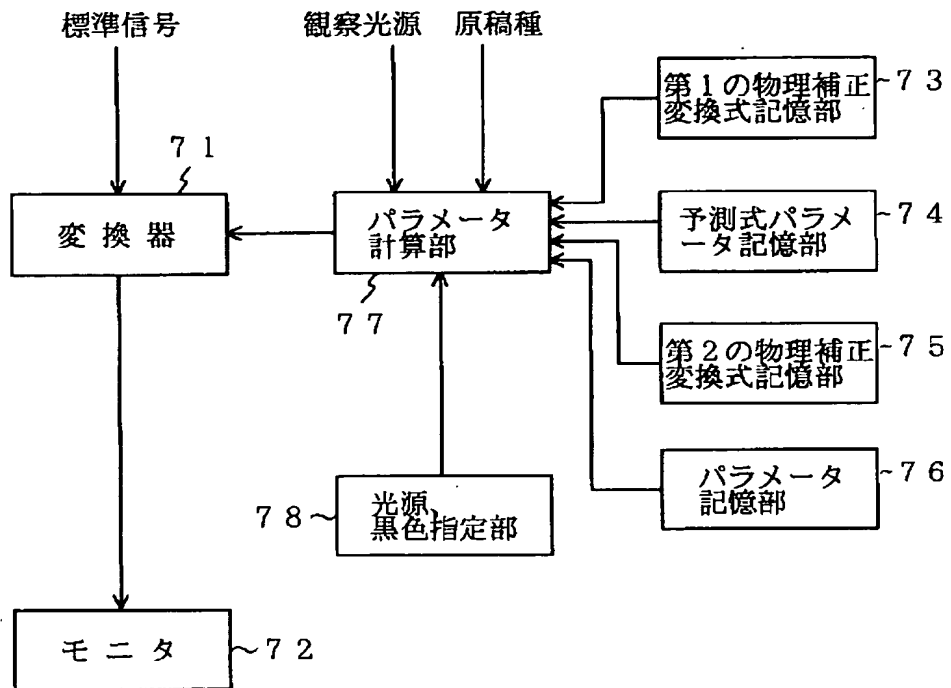 標準信号
観察光源
原稿種
第1の物理補正
変換式記憶部
73
71
変換器
パラメータ
計算部
予測式パラメ
ータ記憶部
74
77
第2の物理補正
変換式記憶部
75
パラメータ
記憶部
76
78
光源、
黒色指定部
モニタ
72